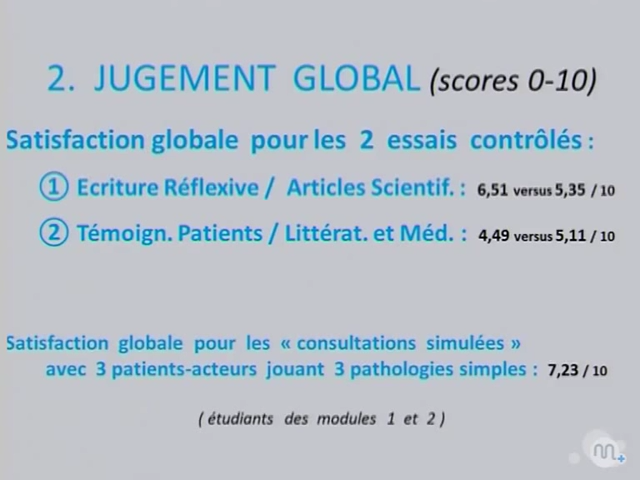 2. JUGEMENT GLOBAL (scores 0-10)
Satisfaction globale pour les 2 essais contrôlés :
① Ecriture Réflexive / Articles Scientif. : 6,51 versus 5,35 / 10
② Témoign. Patients / Littérat. et Méd. : 4,49 versus 5,11 / 10
Satisfaction globale pour les « consultations simulées »
avec 3 patients-acteurs jouant 3 pathologies simples : 7,23 / 10
( étudiants des modules 1 et 2 )